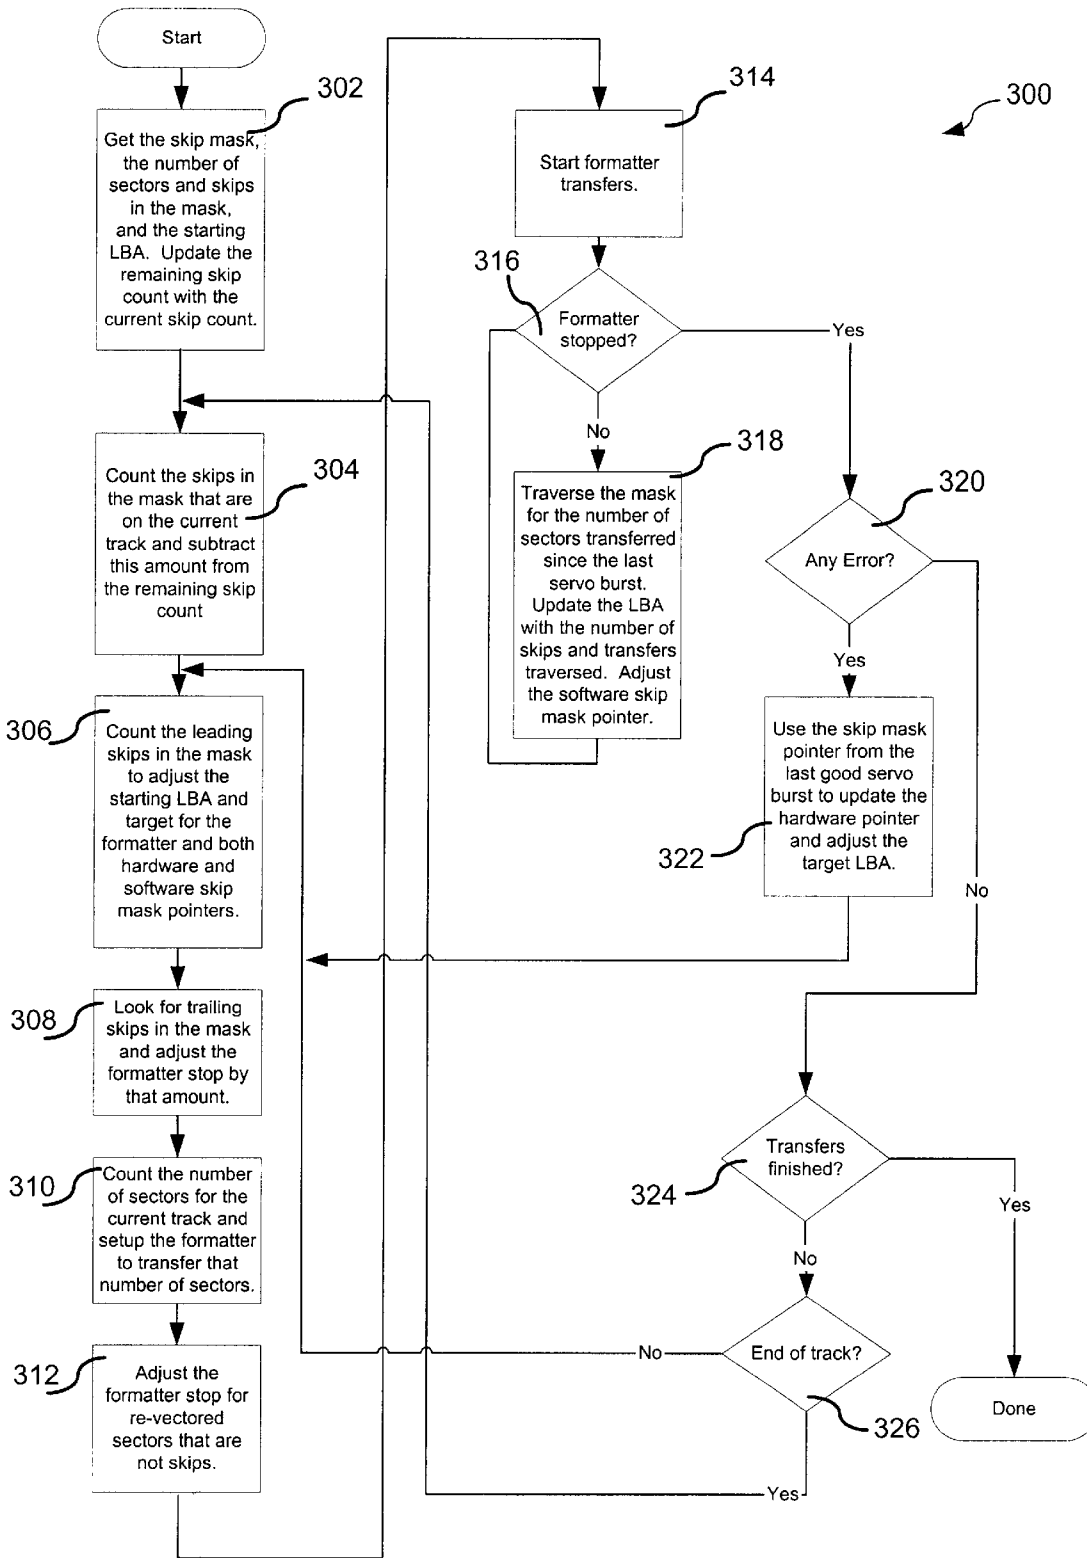 Start
302
Get the skip mask,
the number of
sectors and skips
in the mask,
and the starting
LBA. Update the
remaining skip
count with the
current skip count.
304
Count the skips in
the mask that are
on the current
track and subtract
this amount from
the remaining skip
count
306
Count the leading
skips in the mask
to adjust the
starting LBA and
target for the
formatter and both
hardware and
software skip
mask pointers.
308
Look for trailing
skips in the mask
and adjust the
formatter stop by
that amount.
310
Count the number
of sectors for the
current track and
setup the formatter
to transfer that
number of sectors.
312
Adjust the
formatter stop for
re-vectored
sectors that are
not skips.
314
300
Start formatter
transfers.
316
Formatter
stopped?
Yes
No
318
Traverse the mask
for the number of
sectors transferred
since the last
servo burst.
Update the LBA
with the number of
skips and transfers
traversed. Adjust
the software skip
mask pointer.
320
Any Error?
Yes
No
322
Use the skip mask
pointer from the
last good servo
burst to update the
hardware pointer
and adjust the
target LBA.
324
Transfers
finished?
Yes
No
326
End of track?
No
Yes
Done